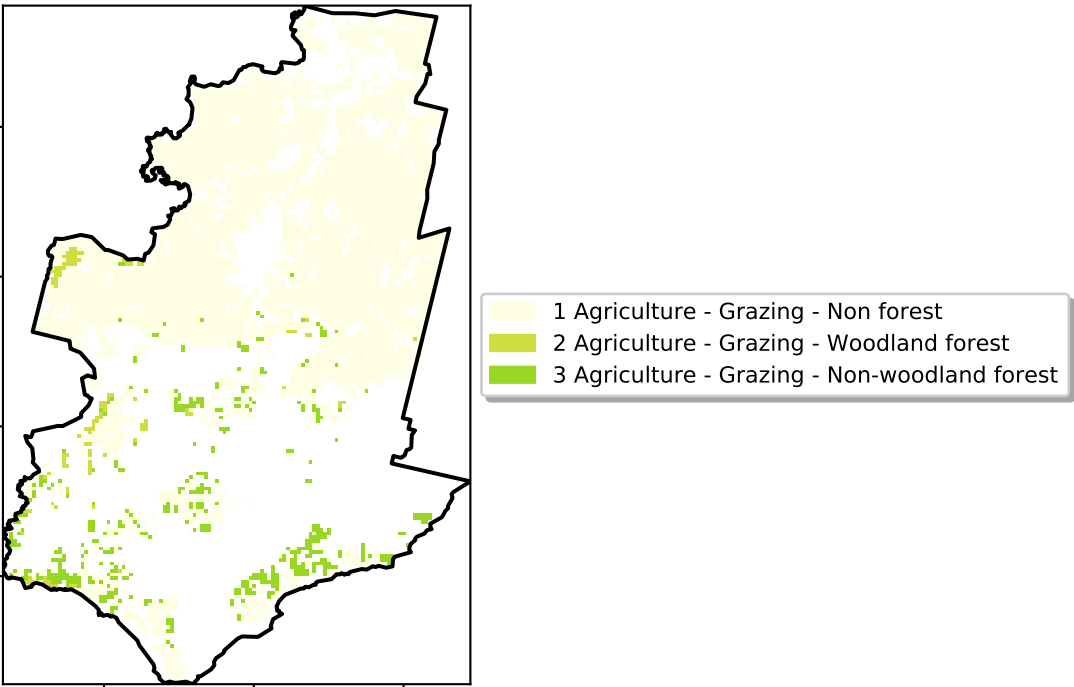 1 Agriculture - Grazing - Non forest
2 Agriculture - Grazing - Woodland forest
3 Agriculture - Grazing - Non-woodland forest